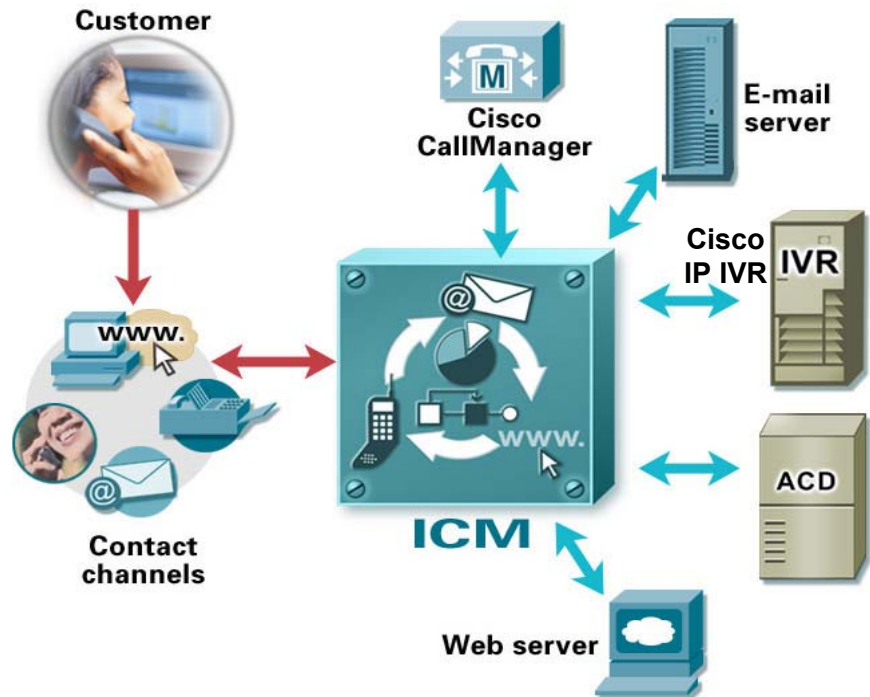 Customer
M
Cisco
CallManager
E-mail
server
Cisco
IP IVR
IVR
www.
@
www.
@
ACD
ICM
Contact
channels
Web server